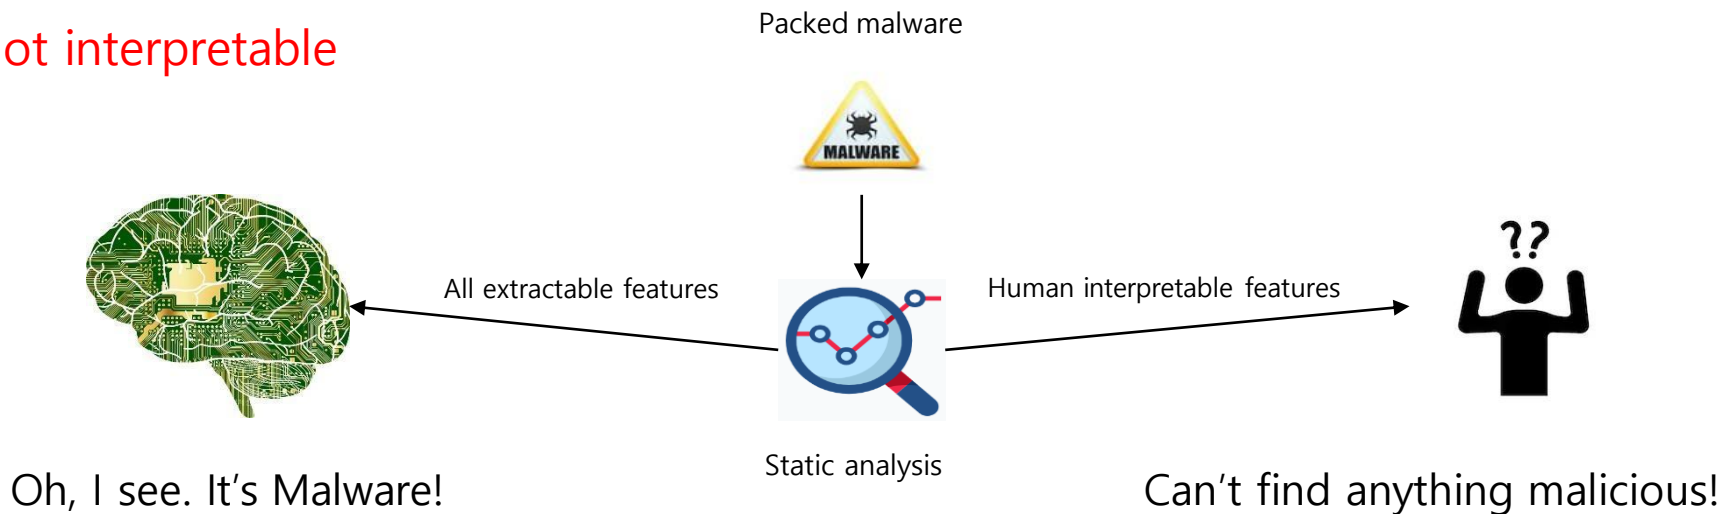 Packed malware
ot interpretable
MALWARE
??
All extractable features
Human interpretable features
Static analysis
Oh, I see. It’s Malware!
Can’t find anything malicious!